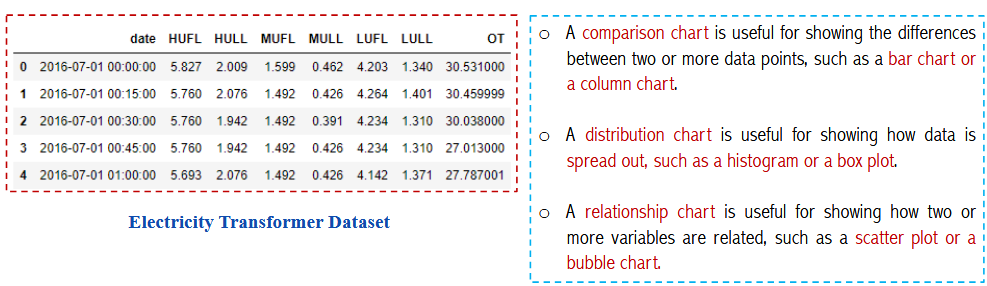 date HUFL HULL MUFL MULL LUFL LULL OT
0 2016-07-01 00:00:00 5.827 2.009 1.599 0.462 4.203 1.340 30.531000
1 2016-07-01 00:15:00 5.760 2.076 1.492 0.426 4.264 1.401 30.459999
2 2016-07-01 00:30:00 5.760 1.942 1.492 0.391 4.234 1.310 30.038000
3 2016-07-01 00:45:00 5.760 1.942 1.492 0.426 4.234 1.310 27.013000
4 2016-07-01 01:00:00 5.693 2.076 1.492 0.426 4.142 1.371 27.787001
Electricity Transformer Dataset
○ A comparison chart is useful for showing the differences
between two or more data points, such as a bar chart or
a column chart.
○ A distribution chart is useful for showing how data is
spread out, such as a histogram or a box plot.
○ A relationship chart is useful for showing how two or
more variables are related, such as a scatter plot or a
bubble chart.